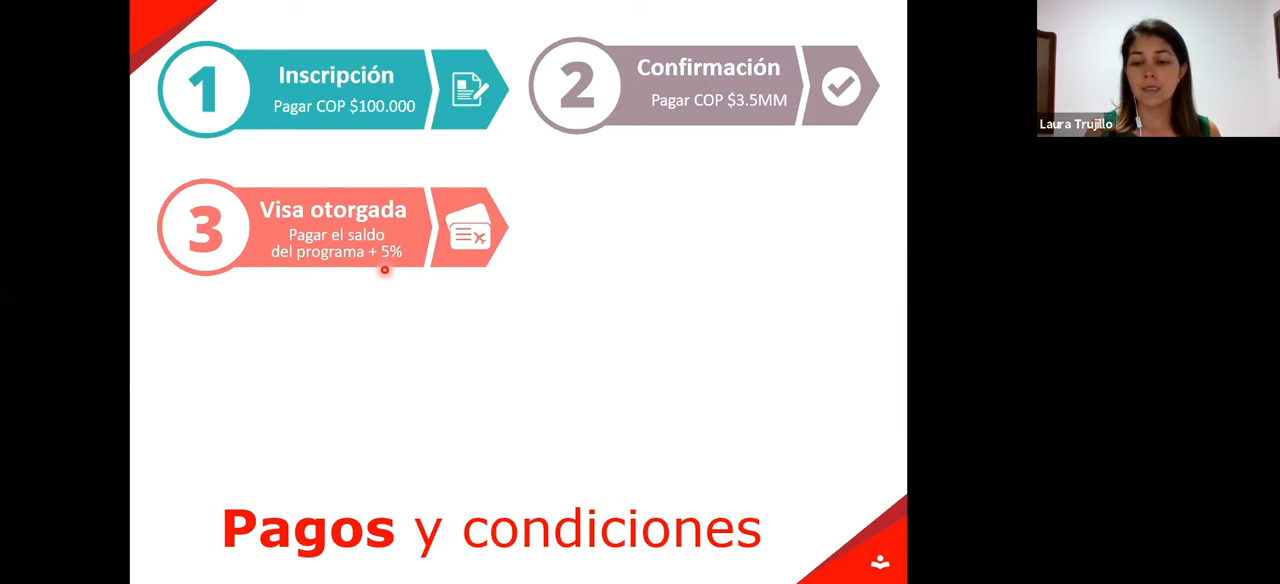 1
Inscripción
Pagar COP $100.000
2
Confirmación
Pagar COP $3.5MM
Laura Trujillo
3
Visa otorgada
Pagar el saldo
del programa + 5%
Pagos y condiciones